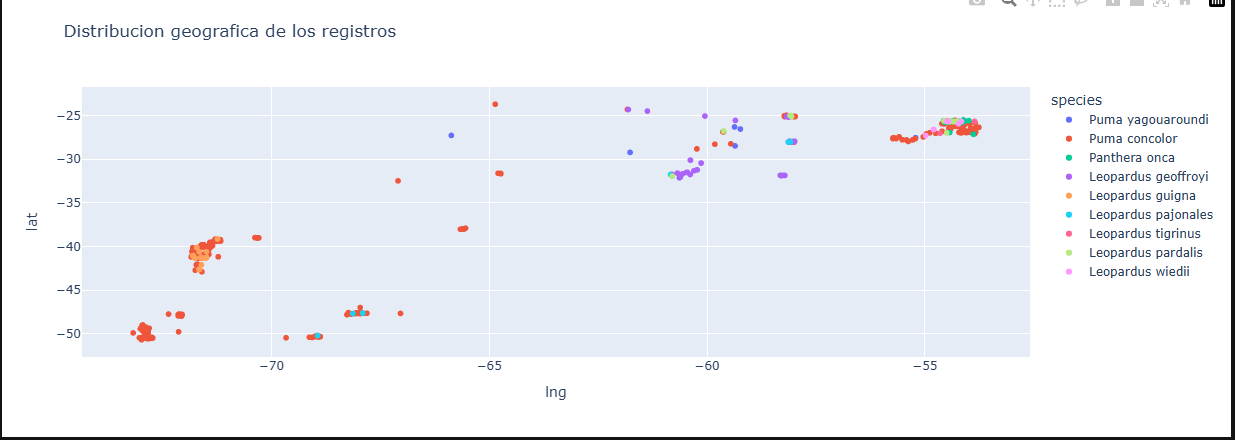 Distribucion geografica de los registros
species
Puma yagouaroundi
Puma concolor
Panthera onca
Leopardus geoffroyi
Leopardus guigna
Leopardus pajonales
Leopardus tigrinus
Leopardus pardalis
Leopardus wiedii
−25
−30
−35
−40
−45
−50
lat
−70 −65 −60 −55
lng